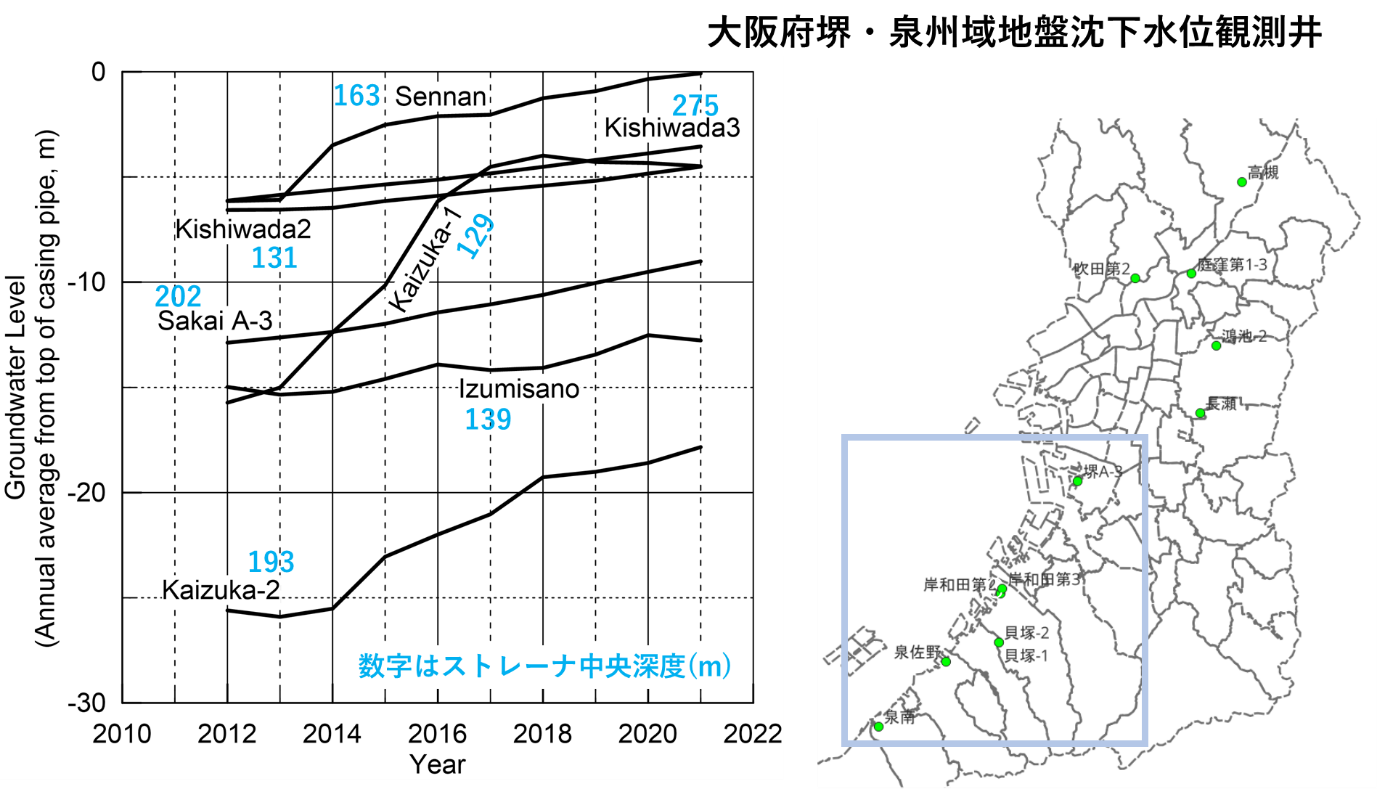 大阪府堺・泉州域地盤沈下水位観測井
Groundwater Level
(Annual average from top of casing pipe, m)
0
-10
-20
-30
163 Sennan
275
Kishiwada3
Kishiwada2
131
Kaizuka-1
129
202
Sakai A-3
Izumisano
139
193
Kaizuka-2
数字はストレーナ中央深度(m)
2010 2012 2014 2016 2018 2020 2022
Year
高槻
吹田第2
庭窪第1-3
鴻池-2
長瀬
堺A-3
岸和田第2
岸和田第3
貝塚-2
貝塚-1
泉佐野
泉南